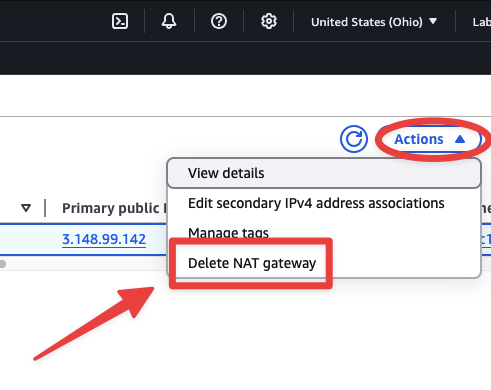 United States (Ohio) Lab
Actions
View details
Primary public
Edit secondary IPv4 address associations
3.148.99.142
Manage tags
Delete NAT gateway